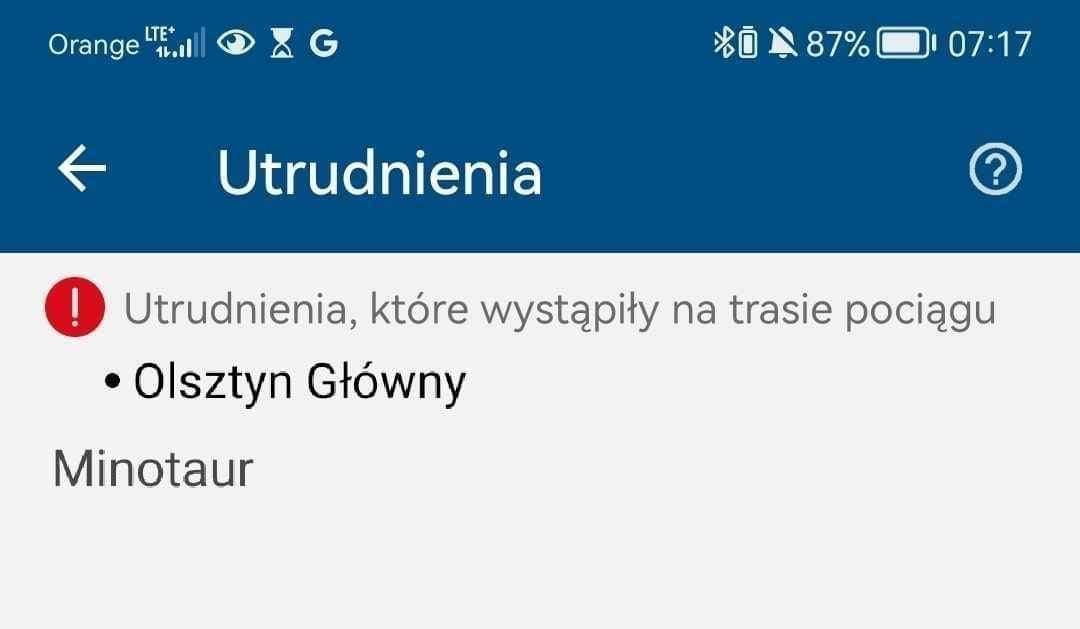 Orange LTE+ 87% 07:17
Utrudnienia
Utrudnienia, które wystąpiły na trasie pociągu
• Olsztyn Główny
Minotaur